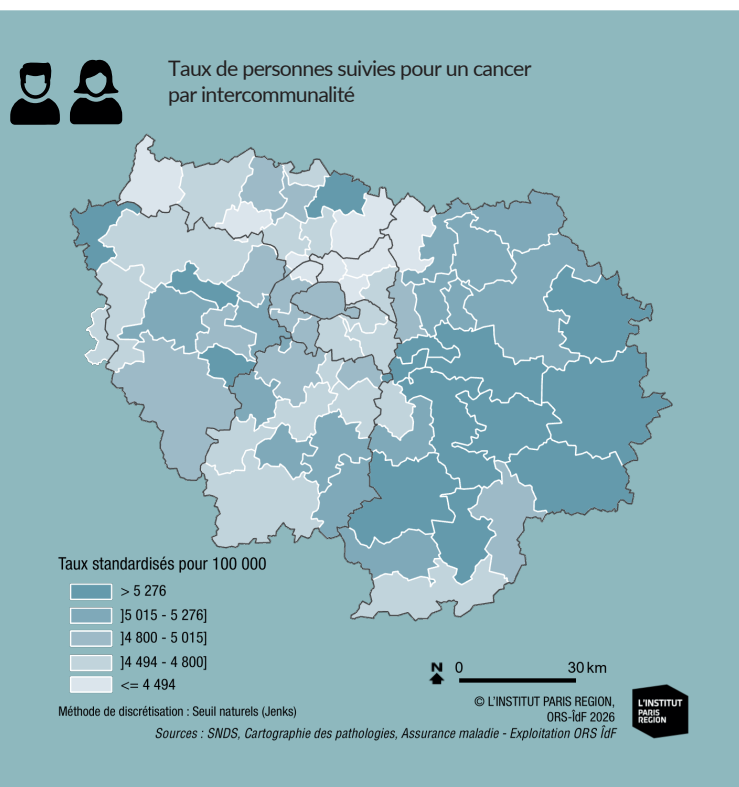 Taux de personnes suivies pour un cancer
par intercommunalité
Taux standardisés pour 100 000
> 5 276
]5 015 - 5 276]
]4 800 - 5 015]
]4 494 - 4 800]
<= 4 494
Méthode de discrétisation : Seuil naturels (Jenks)
N 0 30 km
© L'INSTITUT PARIS REGION,
ORS-ÎdF 2026
Sources : SNDS, Cartographie des pathologies, Assurance maladie - Exploitation ORS ÎdF
L'INSTITUT
PARIS
REGION